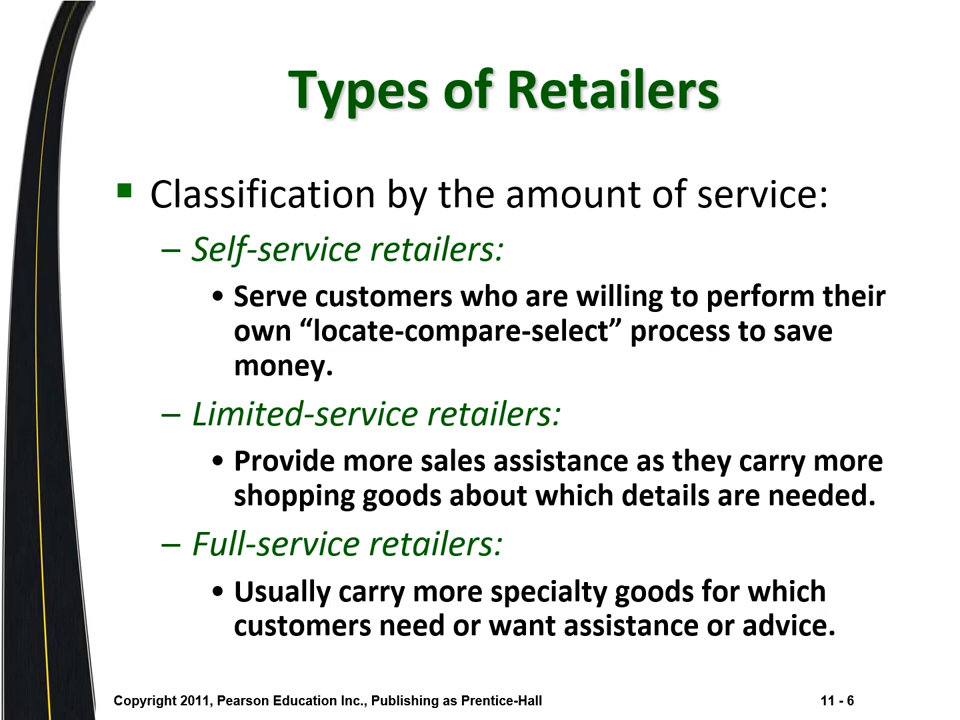 Types of Retailers
▪ Classification by the amount of service:
– Self-service retailers:
• Serve customers who are willing to perform their
own “locate-compare-select” process to save
money.
– Limited-service retailers:
• Provide more sales assistance as they carry more
shopping goods about which details are needed.
– Full-service retailers:
• Usually carry more specialty goods for which
customers need or want assistance or advice.
Copyright 2011, Pearson Education Inc., Publishing as Prentice-Hall 11 - 6